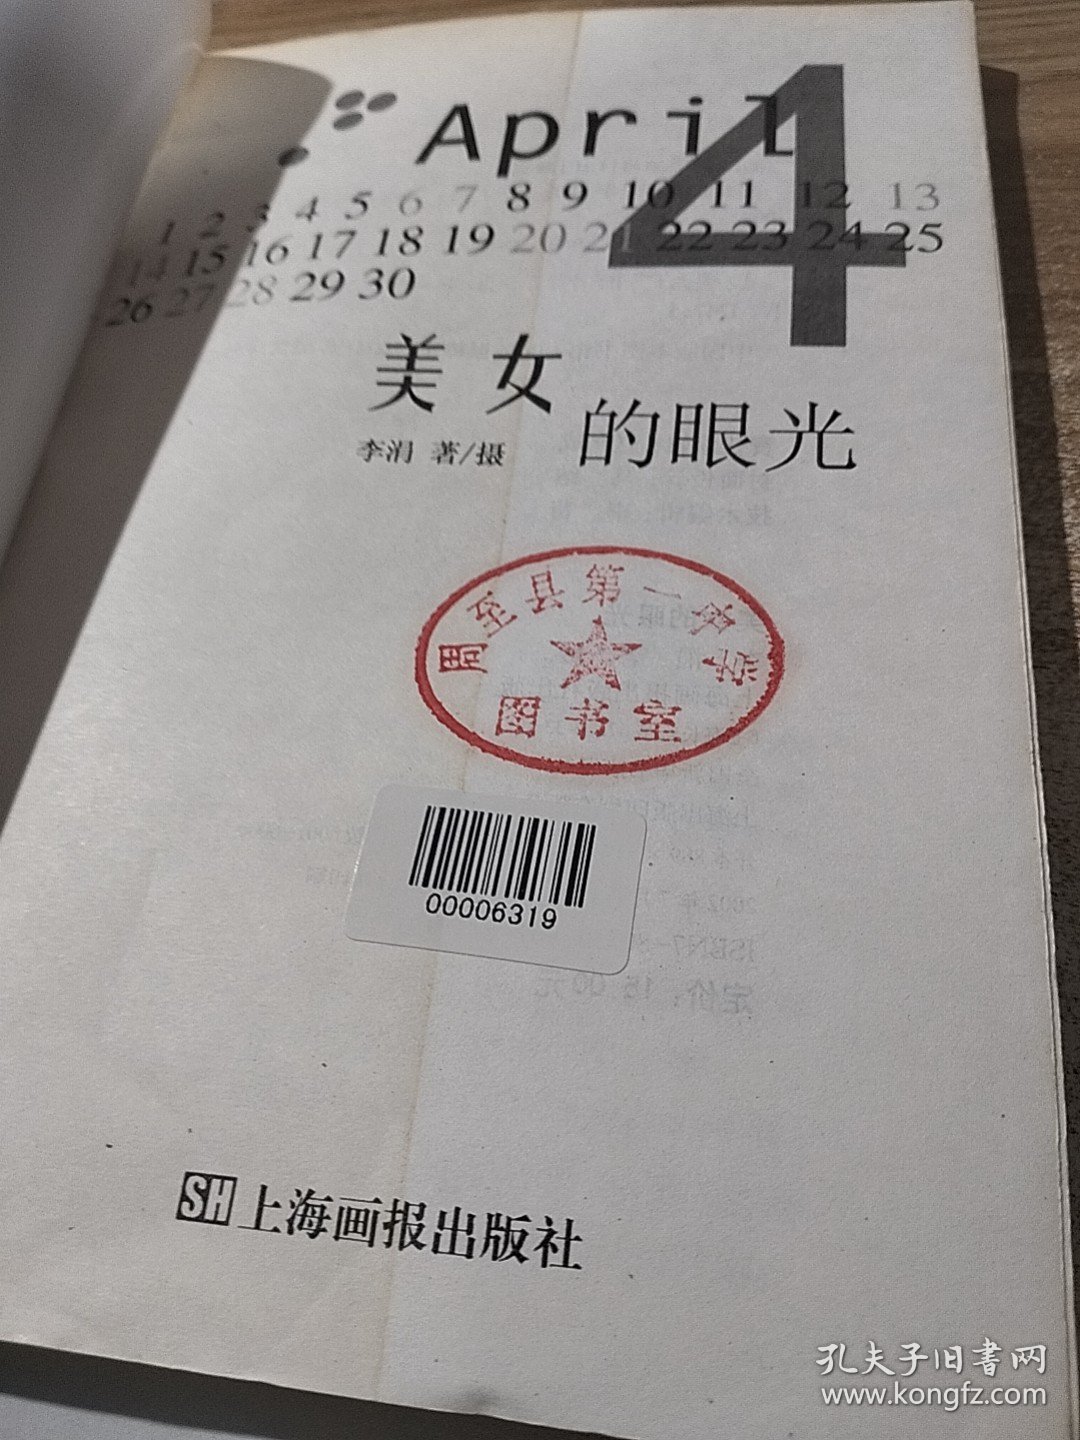 April
4
1 2 3 4 5 6 7 8 9 10 11 12 13
14 15 16 17 18 19 20 21 22 23 24 25
26 27 28 29 30
美女
的眼光
李涓 著/摄
周至县第一分学
图书室
00006319
SH 上海画报出版社
孔夫子旧書网
www.kongfz.com